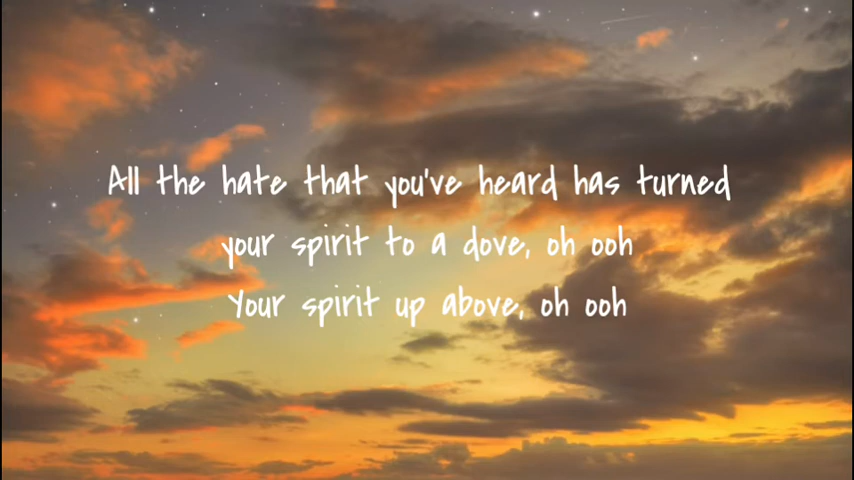 All the hate that you've heard has turned
your spirit to a dove, oh ooh
Your spirit up above, oh ooh